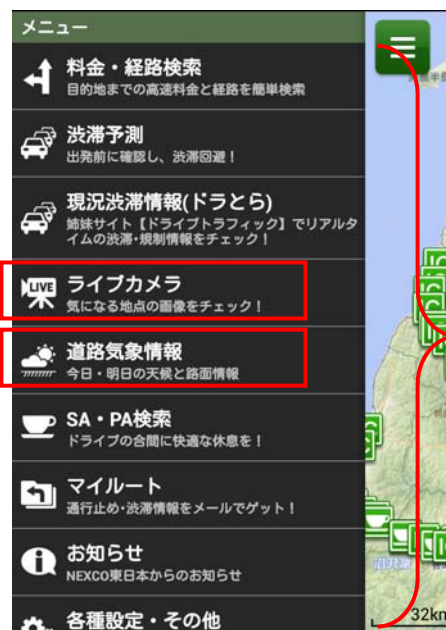 メニュー
料金・経路検索
目的地までの高速料金と経路を簡単検索
渋滞予測
出発前に確認し、渋滞回避！
現況渋滞情報(ドラとら)
姉妹サイト【ドライブトラフィック】でリアルタ
イムの渋滞・規制情報をチェック！
LIVE
ライブカメラ
気になる地点の画像をチェック！
道路気象情報
今日・明日の天候と路面情報
SA・PA検索
ドライブの合間に快適な休息を！
マイルート
通行止め・渋滞情報をメールでゲット！
お知らせ
NEXCO東日本からのお知らせ
各種設定・その他
32km